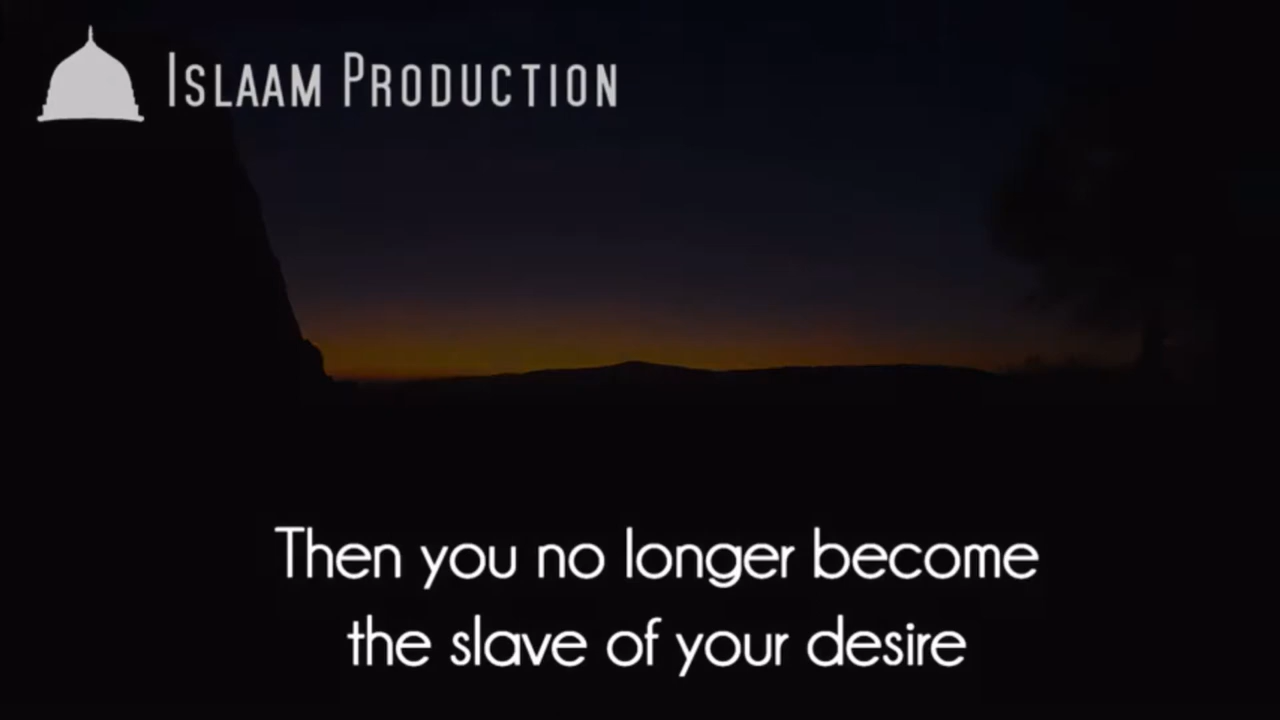 ISLAAM PRODUCTION
Then you no longer become
the slave of your desire